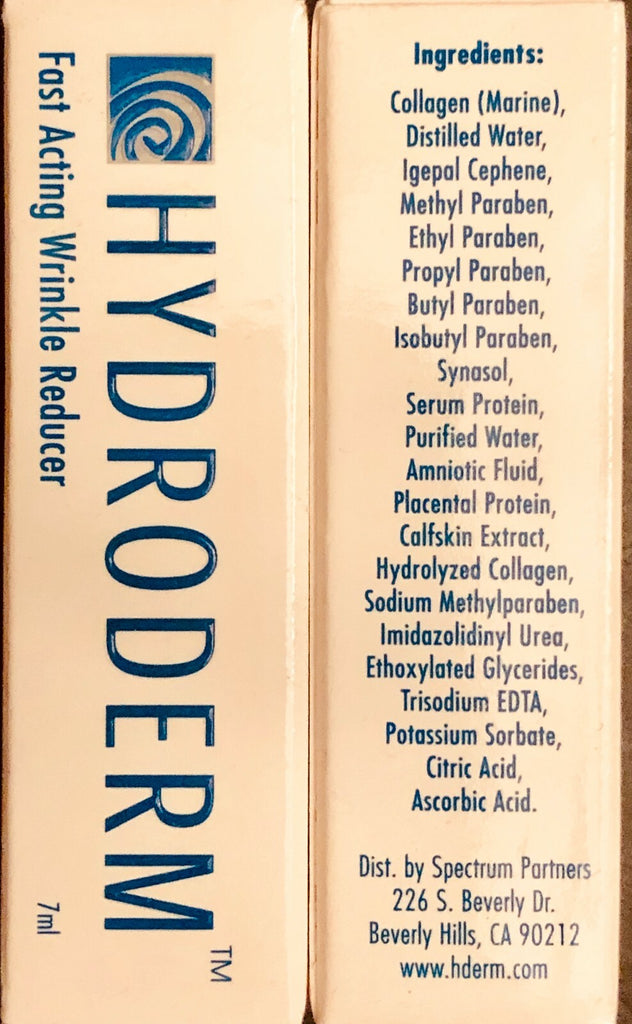 HYDRODERM™
Fast Acting Wrinkle Reducer
7ml
Ingredients:
Collagen (Marine),
Distilled Water,
Igepal Cephene,
Methyl Paraben,
Ethyl Paraben,
Propyl Paraben,
Butyl Paraben,
Isobutyl Paraben,
Synasol,
Serum Protein,
Purified Water,
Amniotic Fluid,
Placental Protein,
Calfskin Extract,
Hydrolyzed Collagen,
Sodium Methylparaben,
Imidazolidinyl Urea,
Ethoxylated Glycerides,
Trisodium EDTA,
Potassium Sorbate,
Citric Acid,
Ascorbic Acid.
Dist. by Spectrum Partners
226 S. Beverly Dr.
Beverly Hills, CA 90212
www.hderm.com